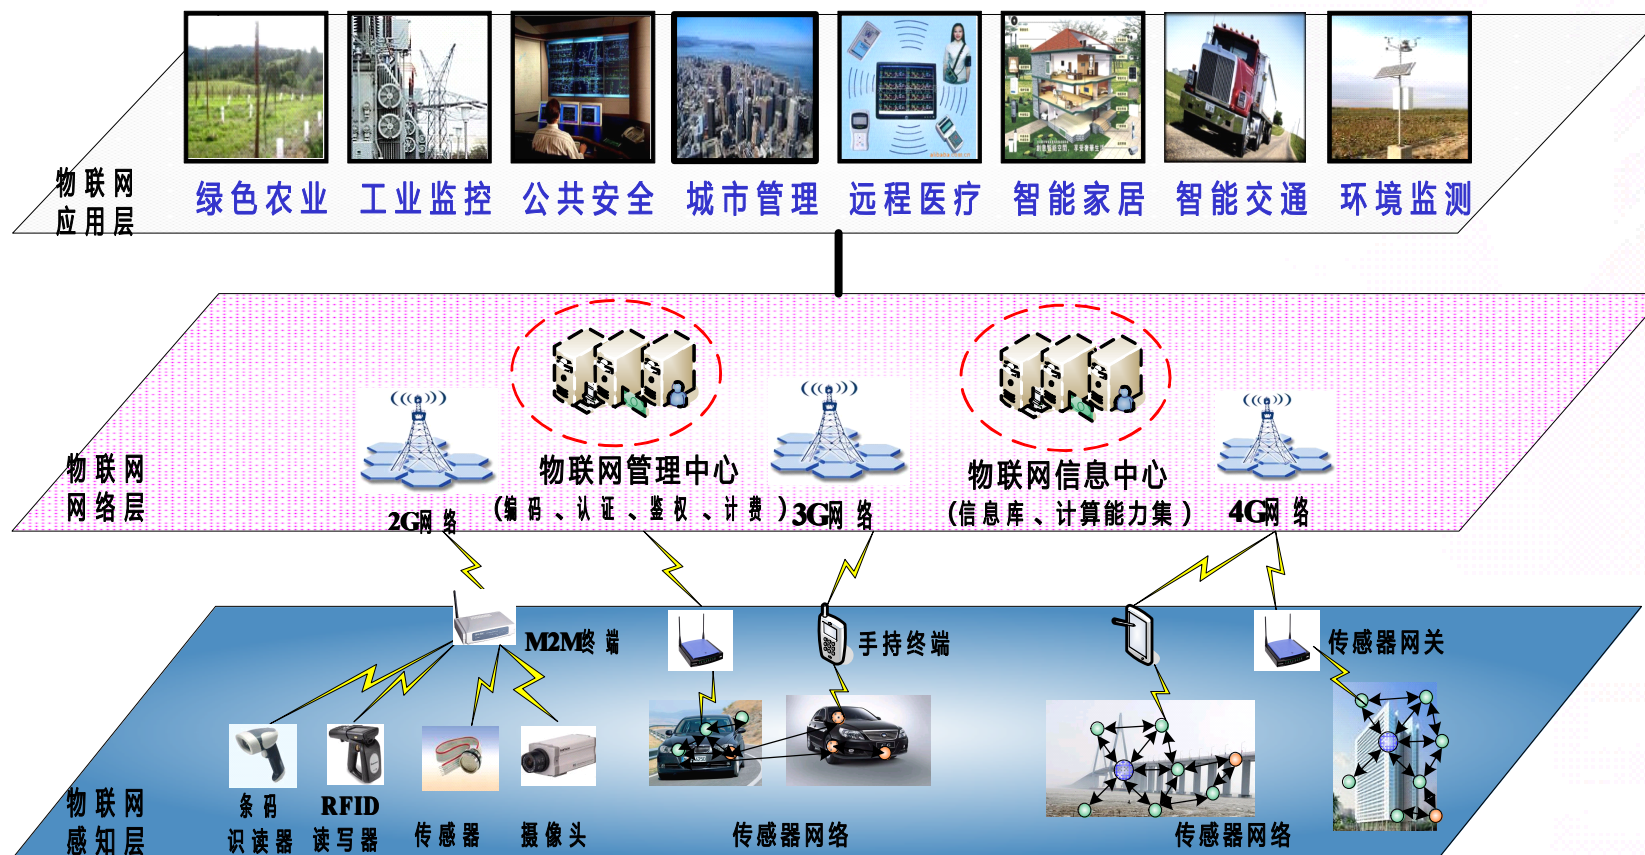 绿色农业 工业监控 公共安全 城市管理 远程医疗 智能家居 智能交通 环境监测
物联网
应用层
物联网管理中心
(编码、认证、鉴权、计费)
物联网信息中心
(信息库、计算能力集)
物联网
网络层
2G网络
3G网络
4G网络
M2M终端
手持终端
传感器网关
物联网
感知层
条码
识读器
RFID
读写器
传感器
摄像头
传感器网络
传感器网络